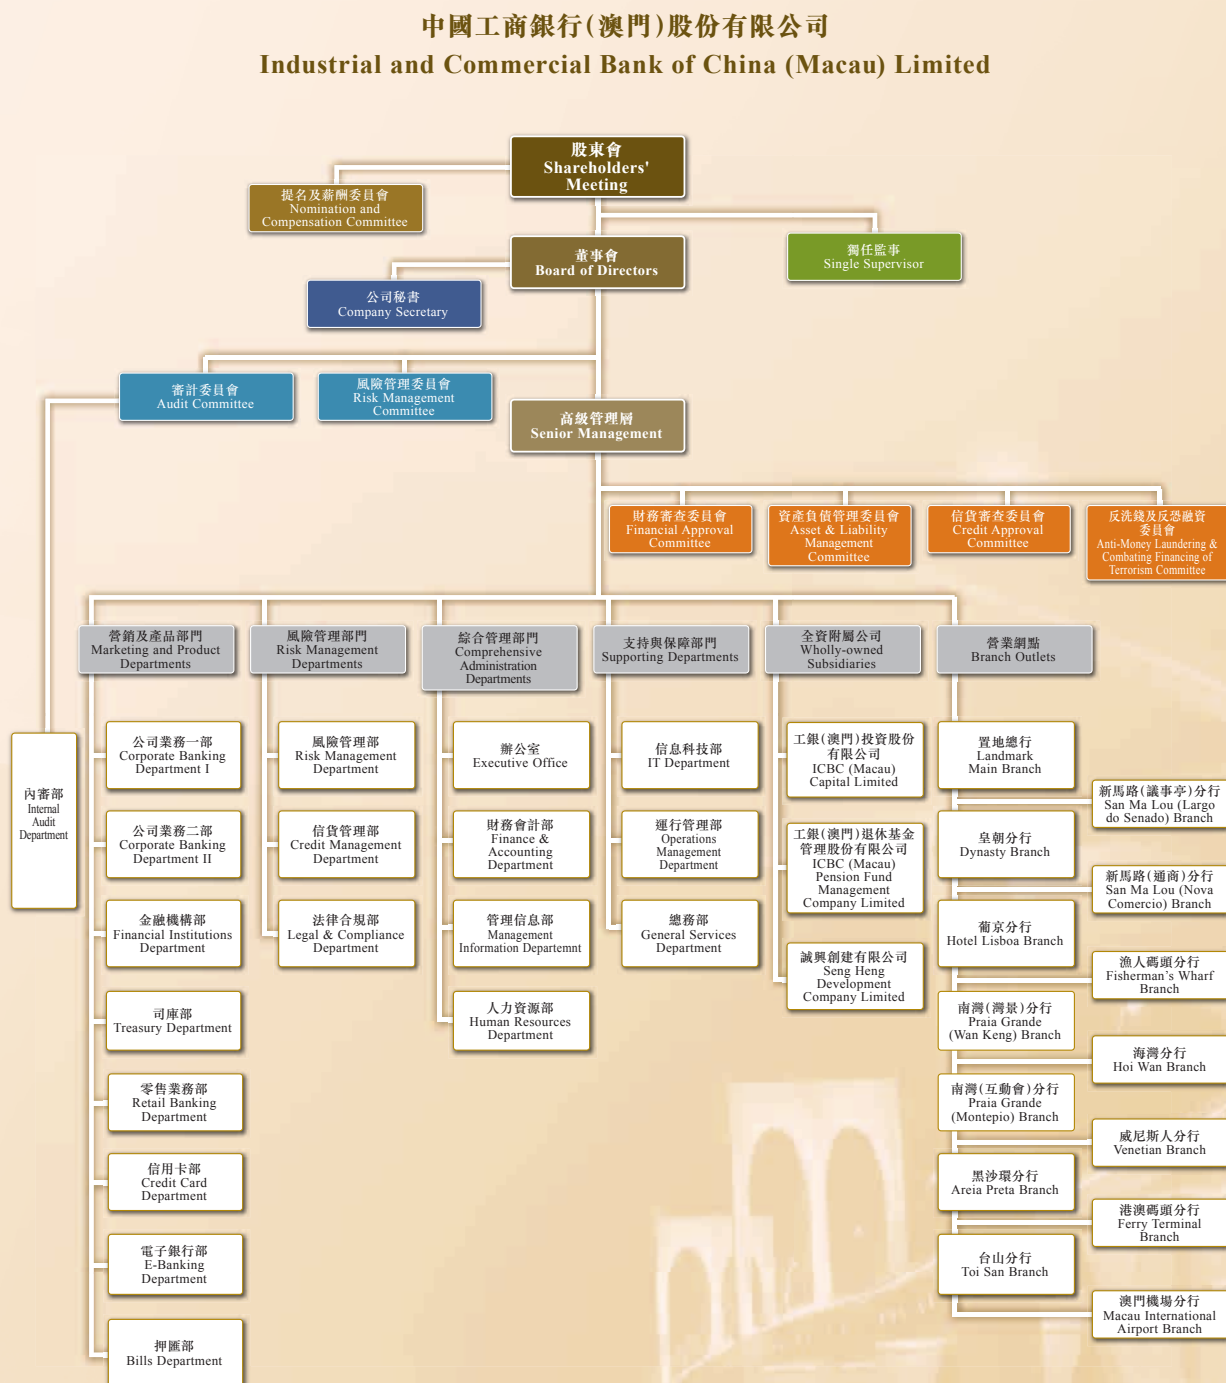 中國工商銀行(澳門)股份有限公司
Industrial and Commercial Bank of China (Macau) Limited
股東會
Shareholders'
Meeting
提名及薪酬委員會
Nomination and
Compensation Committee
獨任監事
Single Supervisor
董事會
Board of Directors
公司秘書
Company Secretary
審計委員會
Audit Committee
風險管理委員會
Risk Management
Committee
高級管理層
Senior Management
財務審查委員會
Financial Approval
Committee
資產負債管理委員會
Asset & Liability
Management
Committee
信貸審查委員會
Credit Approval
Committee
反洗錢及反恐融資
委員會
Anti-Money Laundering &
Combating Financing of
Terrorism Committee
營銷及產品部門
Marketing and Product
Departments
風險管理部門
Risk Management
Departments
綜合管理部門
Comprehensive
Administration
Departments
支持與保障部門
Supporting Departments
全資附屬公司
Wholly-owned
Subsidiaries
營業網點
Branch Outlets
內審部
Internal
Audit
Department
公司業務一部
Corporate Banking
Department I
公司業務二部
Corporate Banking
Department II
金融機構部
Financial Institutions
Department
司庫部
Treasury Department
零售業務部
Retail Banking
Department
信用卡部
Credit Card
Department
電子銀行部
E-Banking
Department
押匯部
Bills Department
風險管理部
Risk Management
Department
信貸管理部
Credit Management
Department
法律合規部
Legal & Compliance
Department
辦公室
Executive Office
財務會計部
Finance &
Accounting
Department
管理信息部
Management
Information Departemnt
人力資源部
Human Resources
Department
信息科技部
IT Department
運行管理部
Operations
Management
Department
總務部
General Services
Department
工銀(澳門)投資股份
有限公司
ICBC (Macau)
Capital Limited
工銀(澳門)退休基金
管理股份有限公司
ICBC (Macau)
Pension Fund
Management
Company Limited
誠興創建有限公司
Seng Heng
Development
Company Limited
置地總行
Landmark
Main Branch
新馬路(議事亭)分行
San Ma Lou (Largo
do Senado) Branch
皇朝分行
Dynasty Branch
新馬路(通商)分行
San Ma Lou (Nova
Comercio) Branch
葡京分行
Hotel Lisboa Branch
漁人碼頭分行
Fisherman's Wharf
Branch
南灣(灣景)分行
Praia Grande
(Wan Keng) Branch
海灣分行
Hoi Wan Branch
南灣(互動會)分行
Praia Grande
(Montepio) Branch
威尼斯人分行
Venetian Branch
黑沙環分行
Areia Preta Branch
港澳碼頭分行
Ferry Terminal
Branch
台山分行
Toi San Branch
澳門機場分行
Macau International
Airport Branch